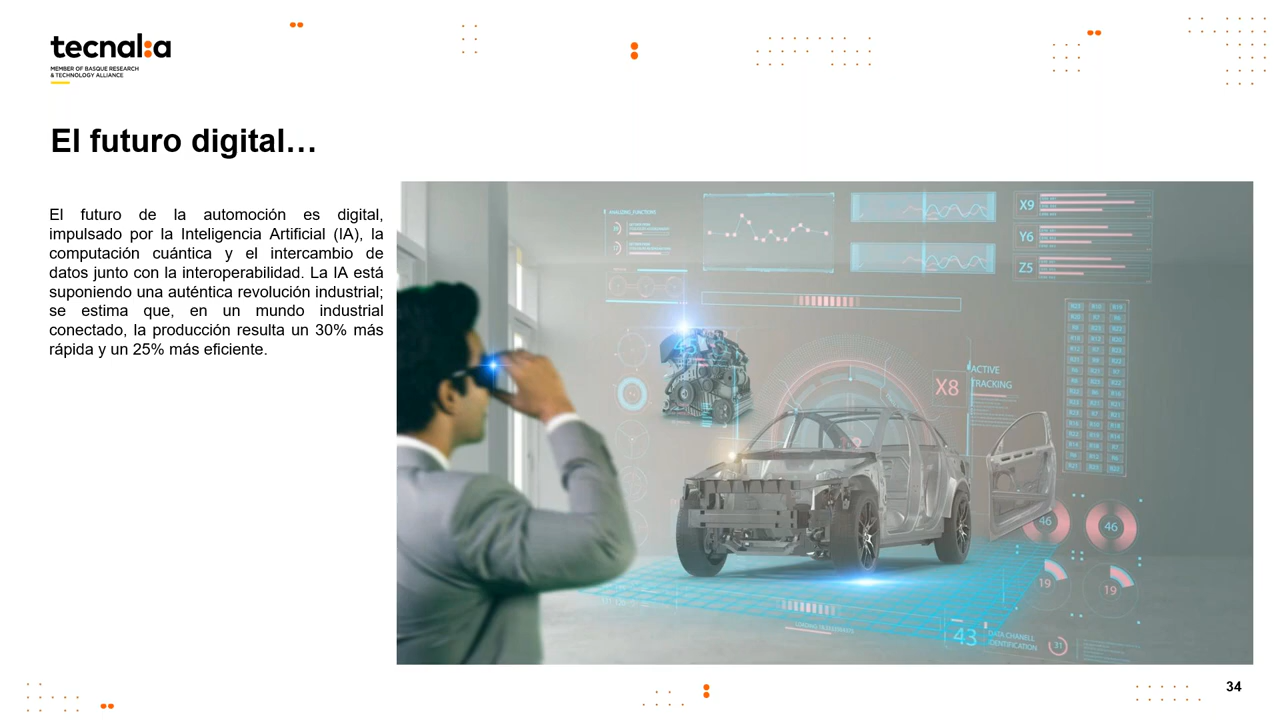 tecnal:a
MEMBER OF BASQUE RESEARCH
& TECHNOLOGY ALLIANCE
El futuro digital…
El futuro de la automoción es digital,
impulsado por la Inteligencia Artificial (IA), la
computación cuántica y el intercambio de
datos junto con la interoperabilidad. La IA está
suponiendo una auténtica revolución industrial;
se estima que, en un mundo industrial
conectado, la producción resulta un 30% más
rápida y un 25% más eficiente.
X9
Y6
Z5
X8
ACTIVE
TRACKING
46
46
19
19
43
DATA CHANELL
IDENTIFICATION
31
34